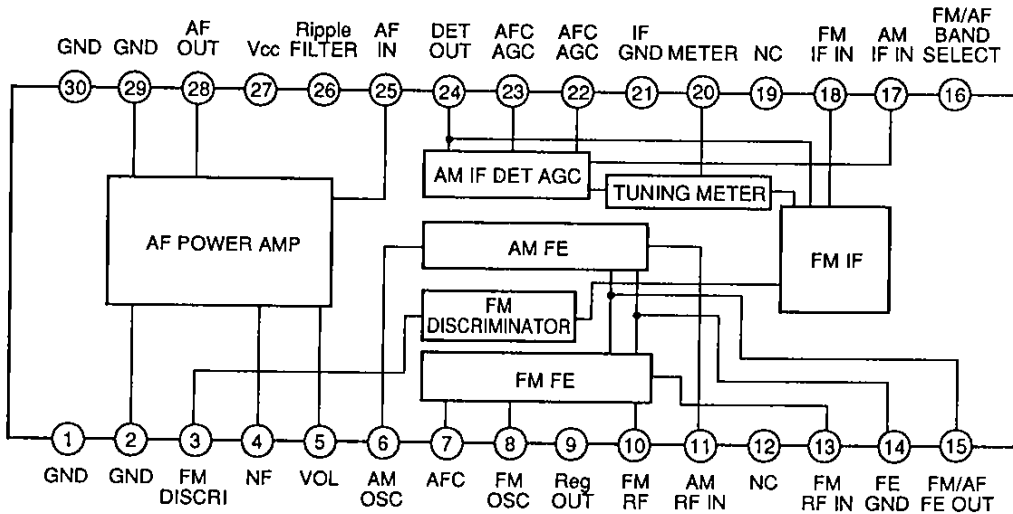 GND GND AF OUT Vcc Ripple FILTER AF IN DET OUT AFC AGC AFC AGC IF GND METER NC FM IF IN AM IF IN FM/AF BAND SELECT
30 29 28 27 26 25 24 23 22 21 20 19 18 17 16
AM IF DET AGC
TUNING METER
AF POWER AMP
AM FE
FM IF
FM
DISCRIMINATOR
FM FE
1 2 3 4 5 6 7 8 9 10 11 12 13 14 15
GND GND FM DISCRI NF VOL AM OSC AFC FM OSC Reg OUT FM RF AM RF IN NC FM RF IN FE GND FM/AF FE OUT